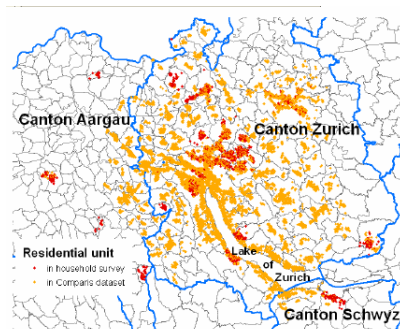 Canton Aargau
Canton Zurich
Lake
of
Zurich
Residential unit
in household survey
in Comparis dataset
Canton Schwyz